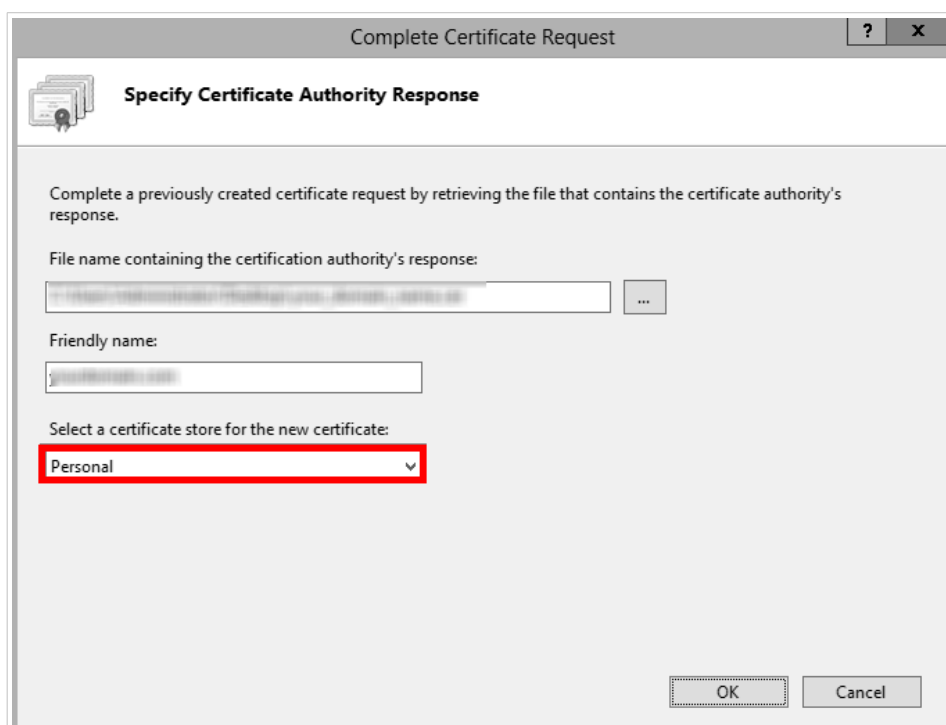 Complete Certificate Request
?
x
Specify Certificate Authority Response
Complete a previously created certificate request by retrieving the file that contains the certificate authority's
response.
File name containing the certification authority's response:
...
Friendly name:
Select a certificate store for the new certificate:
Personal
OK
Cancel